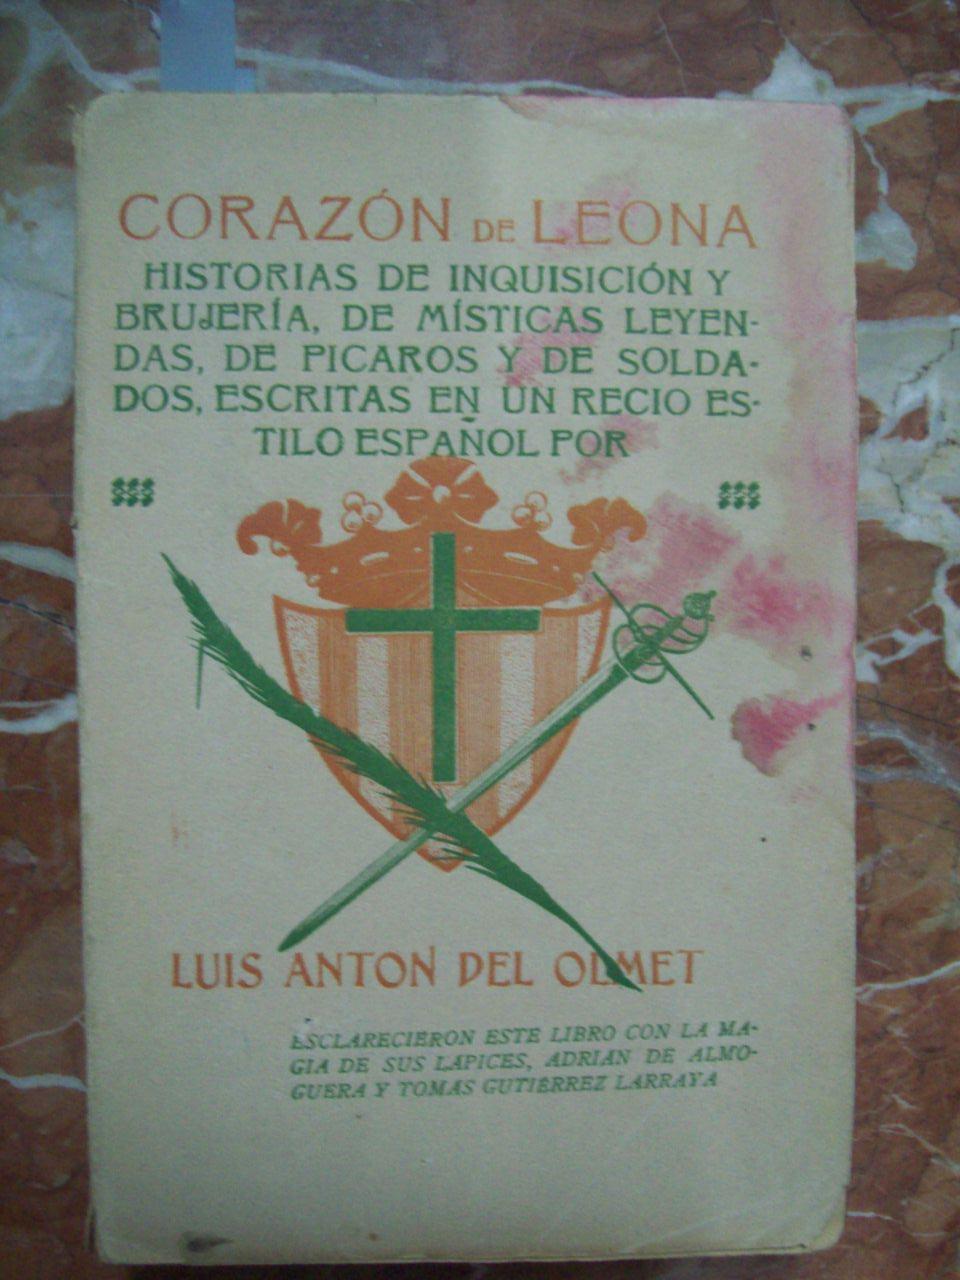 CORAZÓN DE LEONA
HISTORIAS DE INQUISICIÓN Y
BRUJERÍA, DE MÍSTICAS LEYEN-
DAS, DE PICAROS Y DE SOLDA-
DOS, ESCRITAS EN UN RECIO ES-
TILO ESPAÑOL POR
LUIS ANTON DEL OLMET
ESCLARECIERON ESTE LIBRO CON LA MA-
GIA DE SUS LAPICES, ADRIAN DE ALMO-
GUERA Y TOMAS GUTIÉRREZ LARRAYA